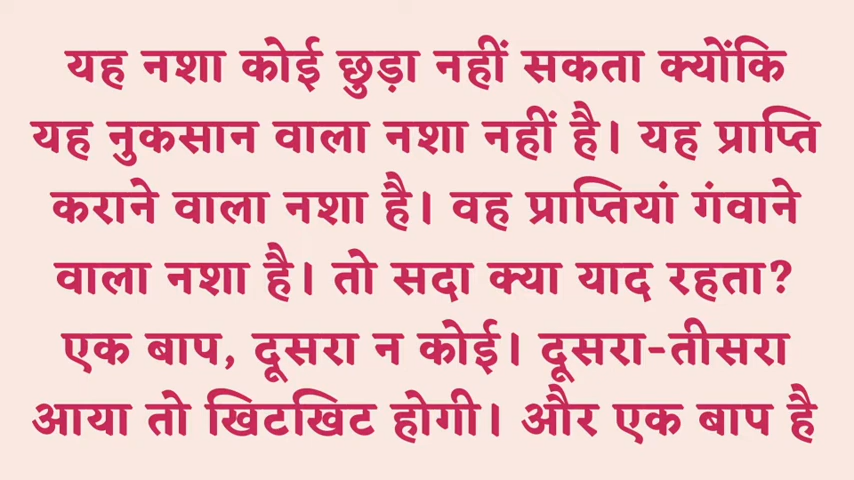 यह नशा कोई छुड़ा नहीं सकता क्योंकि
यह नुकसान वाला नशा नहीं है। यह प्राप्ति
कराने वाला नशा है। वह प्राप्तियां गंवाने
वाला नशा है। तो सदा क्या याद रहता?
एक बाप, दूसरा न कोई। दूसरा-तीसरा
आया तो खिटखिट होगी। और एक बाप है